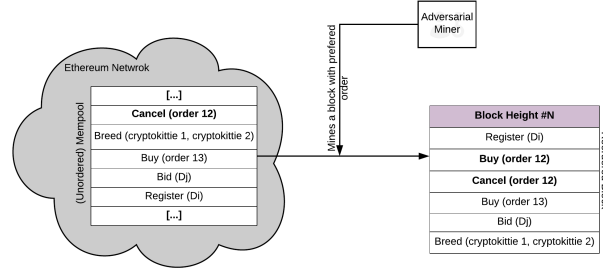 Adversarial
Miner
Ethereum Netwrok
(Unordered) Mempool
[...]
Cancel (order 12)
Breed (cryptokittie 1, cryptokittie 2)
Buy (order 13)
Bid (Dj)
Register (Di)
[...]
Mines a block with prefered
order
Block Height #N
Register (Di)
Buy (order 12)
Cancel (order 12)
Buy (order 13)
Bid (Dj)
Breed (cryptokittie 1, cryptokittie 2)